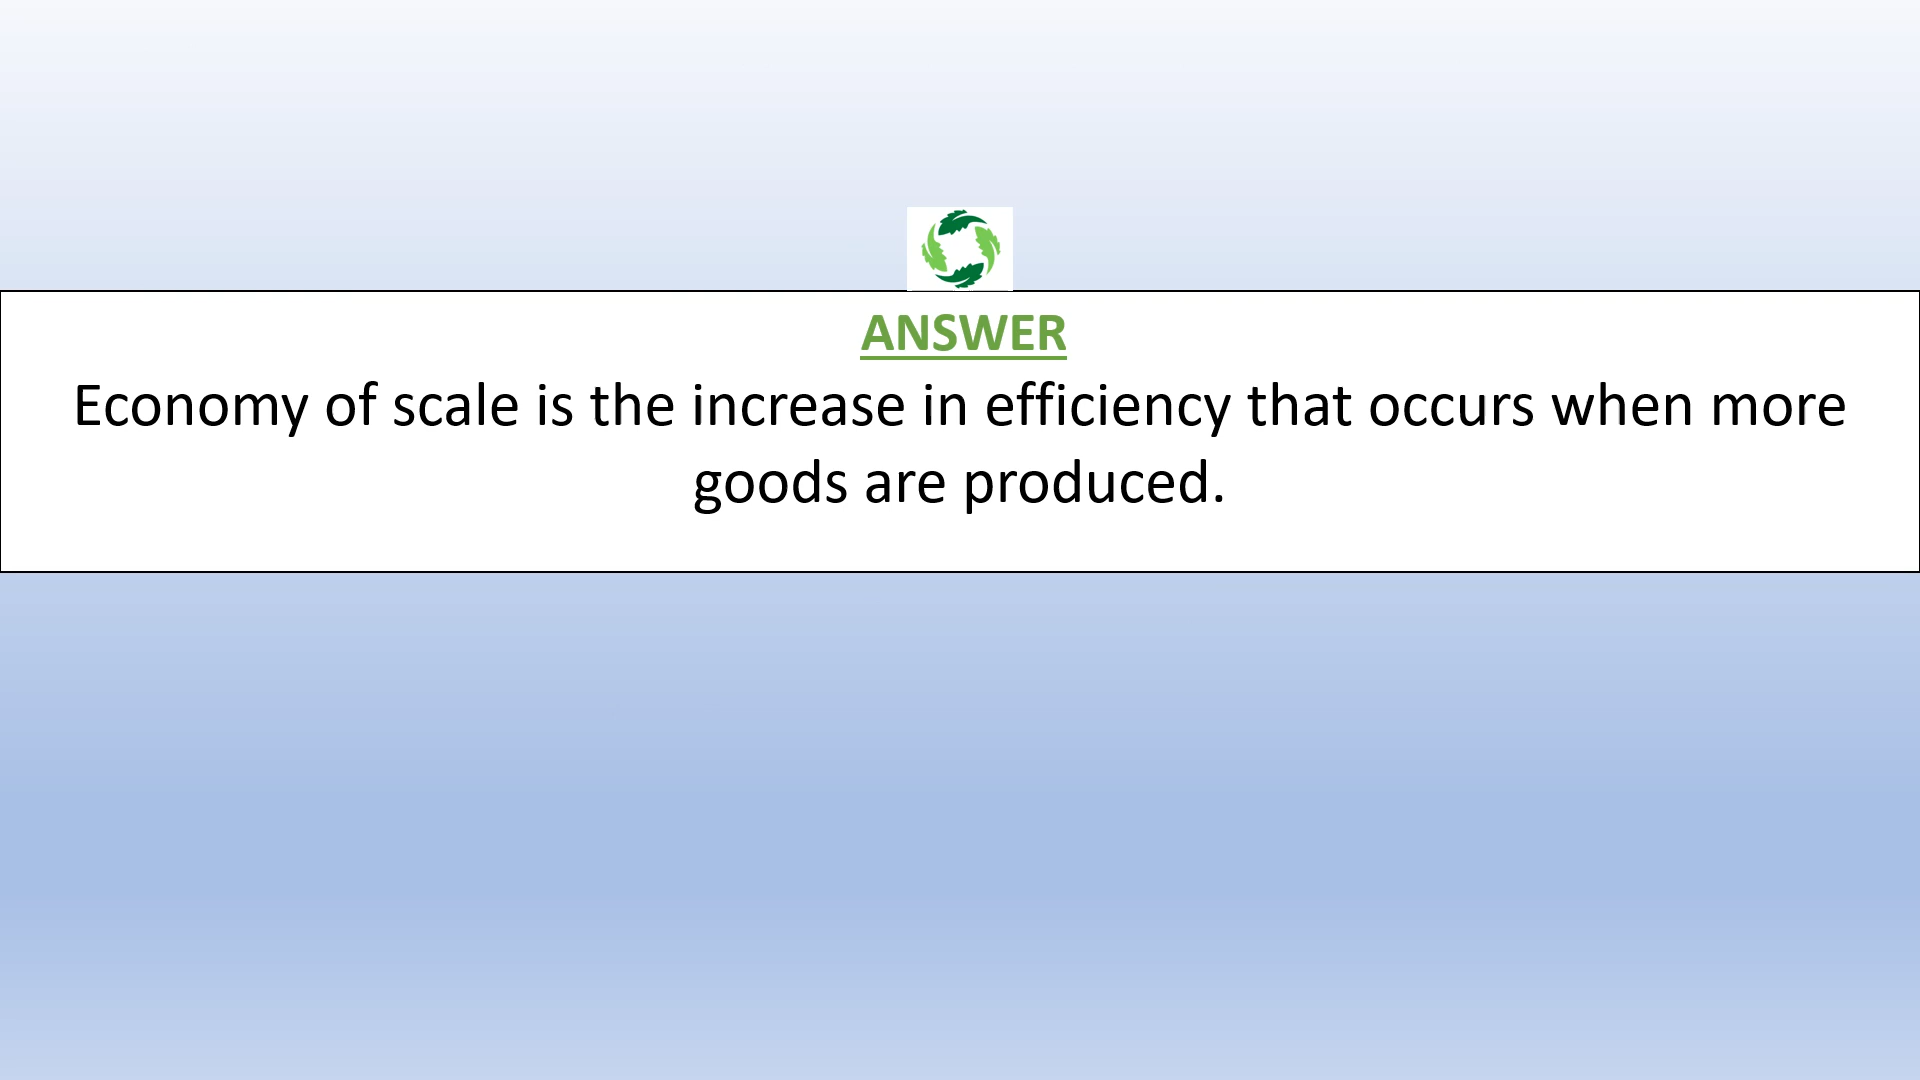 ANSWER
Economy of scale is the increase in efficiency that occurs when more
goods are produced.